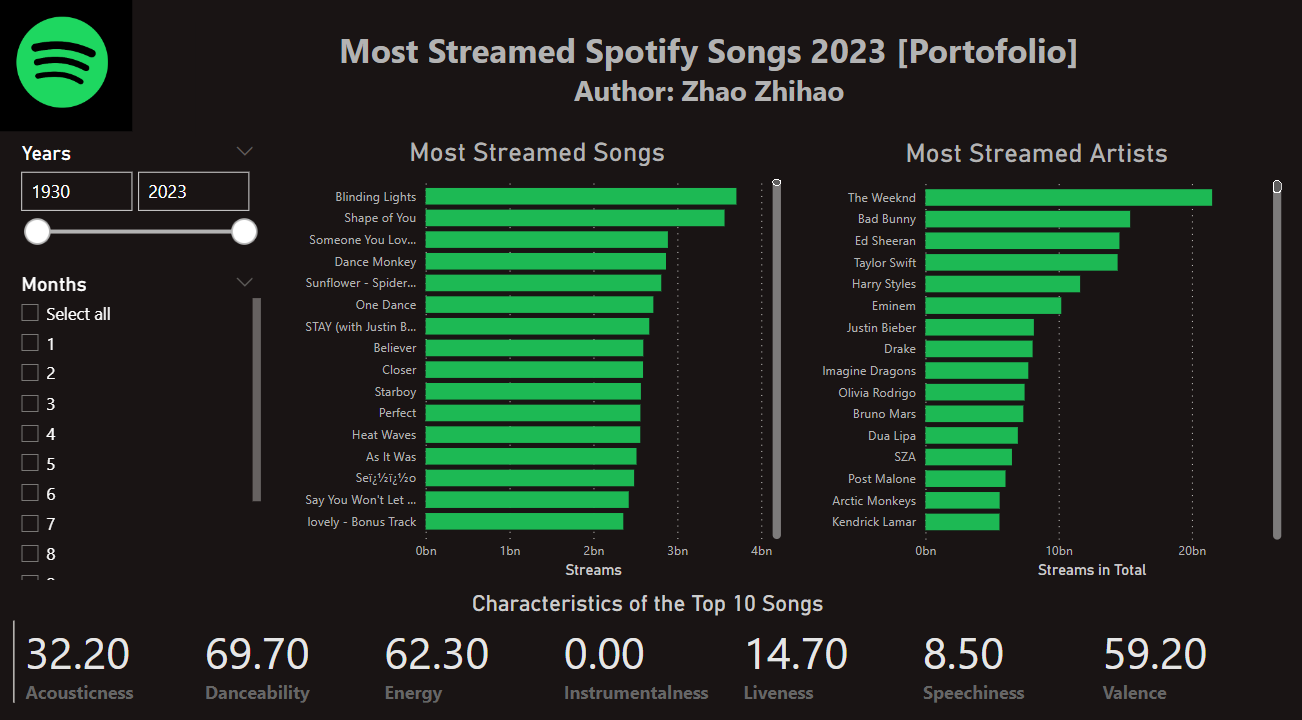 Most Streamed Spotify Songs 2023 [Portofolio]
Author: Zhao Zhihao
Years
1930 2023
Months
Select all
1
2
3
4
5
6
7
8
Most Streamed Songs
Blinding Lights
Shape of You
Someone You Lov...
Dance Monkey
Sunflower - Spider...
One Dance
STAY (with Justin B...
Believer
Closer
Starboy
Perfect
Heat Waves
As It Was
Seï¿½ï¿½o
Say You Won't Let ...
lovely - Bonus Track
0bn 1bn 2bn 3bn 4bn
Streams
Most Streamed Artists
The Weeknd
Bad Bunny
Ed Sheeran
Taylor Swift
Harry Styles
Eminem
Justin Bieber
Drake
Imagine Dragons
Olivia Rodrigo
Bruno Mars
Dua Lipa
SZA
Post Malone
Arctic Monkeys
Kendrick Lamar
0bn 10bn 20bn
Streams in Total
Characteristics of the Top 10 Songs
32.20 69.70 62.30 0.00 14.70 8.50 59.20
Acousticness Danceability Energy Instrumentalness Liveness Speechiness Valence